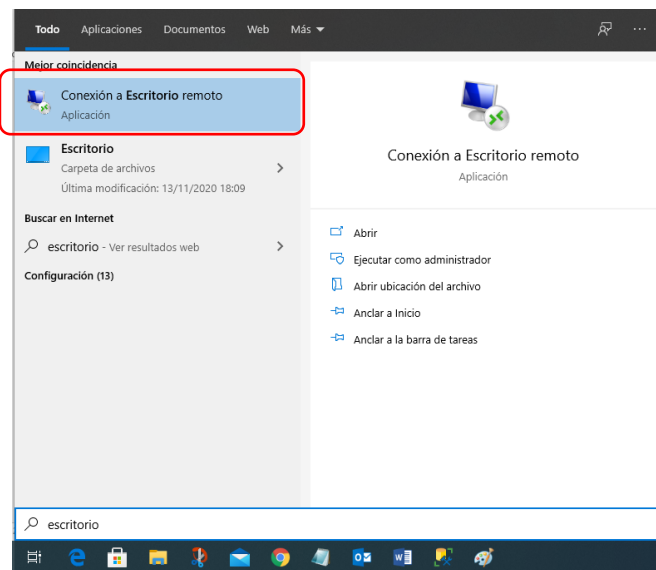 Todo Aplicaciones Documentos Web Más
Mejor coincidencia
Conexión a Escritorio remoto
Aplicación
Escritorio
Carpeta de archivos
Última modificación: 13/11/2020 18:09
Buscar en Internet
escritorio - Ver resultados web
Configuración (13)
Conexión a Escritorio remoto
Aplicación
Abrir
Ejecutar como administrador
Abrir ubicación del archivo
Anclar a Inicio
Anclar a la barra de tareas
escritorio